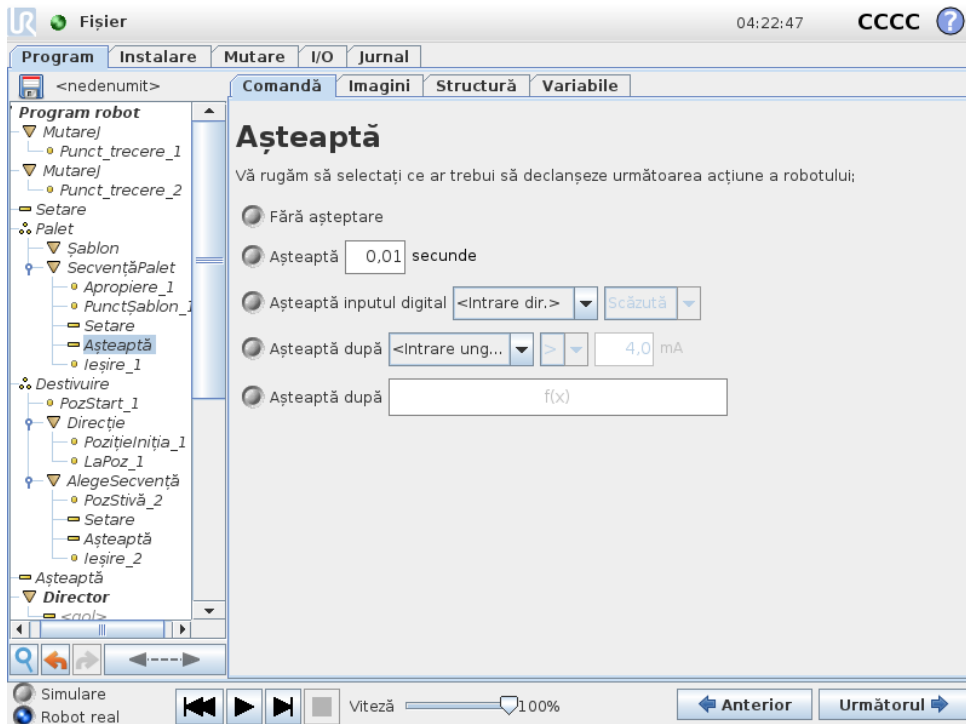 UR Fișier 04:22:47 CCCC ?
Program Instalare Mutare I/O Jurnal
<nedenumit>
Comandă Imagini Structură Variabile
Program robot
MutareJ
Punct_trecere_1
MutareJ
Punct_trecere_2
Setare
Palet
Șablon
SecvențăPalet
Apropiere_1
PunctȘablon_1
Setare
Așteaptă
Ieșire_1
Destivuire
PozStart_1
Direcție
PozițieIniția_1
LaPoz_1
AlegeSecvență
PozStivă_2
Setare
Așteaptă
Ieșire_2
Așteaptă
Director
<gol>
Așteaptă
Vă rugăm să selectați ce ar trebui să declanșeze următoarea acțiune a robotului;
Fără așteptare
Așteaptă 0,01 secunde
Așteaptă inputul digital <Intrare dir.> Scăzută
Așteaptă după <Intrare ung... > 4,0 mA
Așteaptă după f(x)
Simulare
Robot real
Viteză 100%
Anterior Următorul